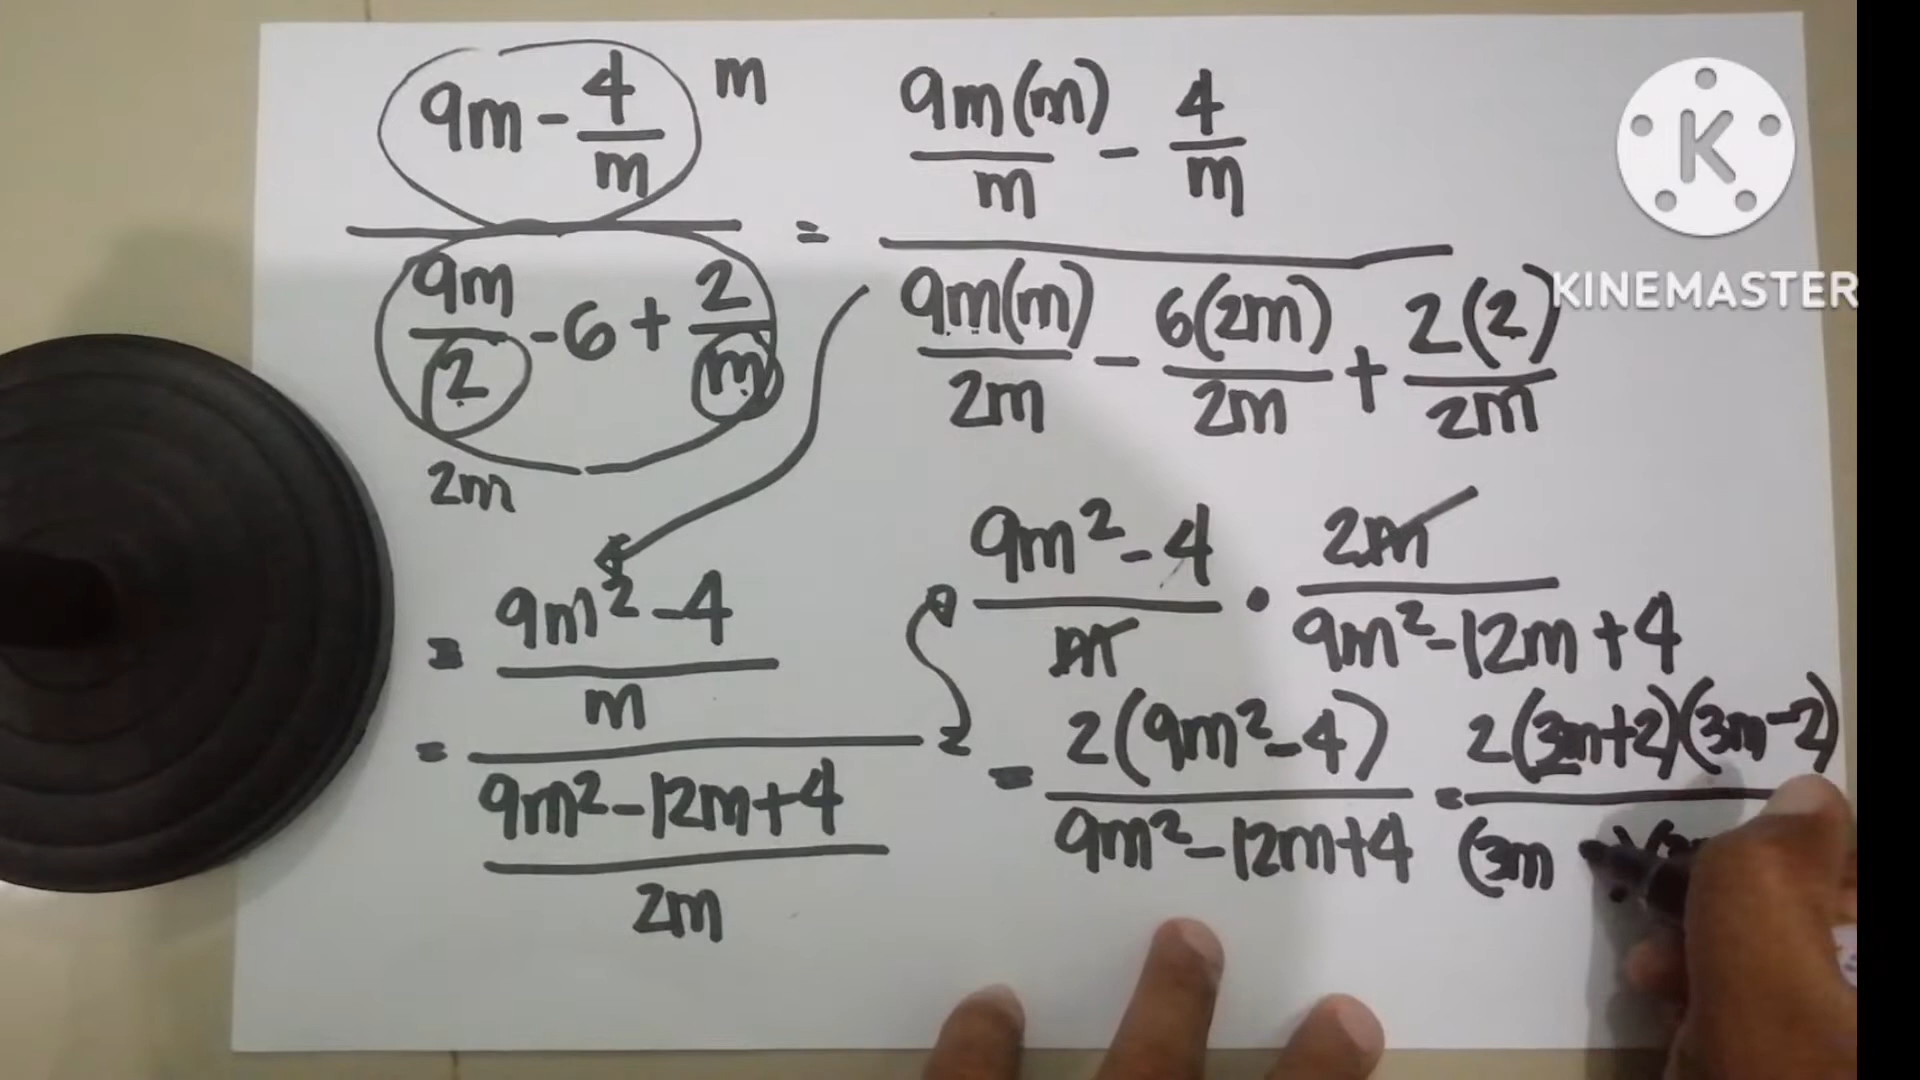 9m - 4/m   m
9m/2 - 6 + 2/m
2m
= 9m(m)/m - 4/m
9m(m)/2m - 6(2m)/2m + 2(2)/2m
= 9m² - 4
m
= 9m² - 12m + 4
2m
9m² - 4 / m · 2m / 9m² - 12m + 4
= 2(9m² - 4) / 9m² - 12m + 4 = 2(3m+2)(3m-2) / (3m
K
KINEMASTER